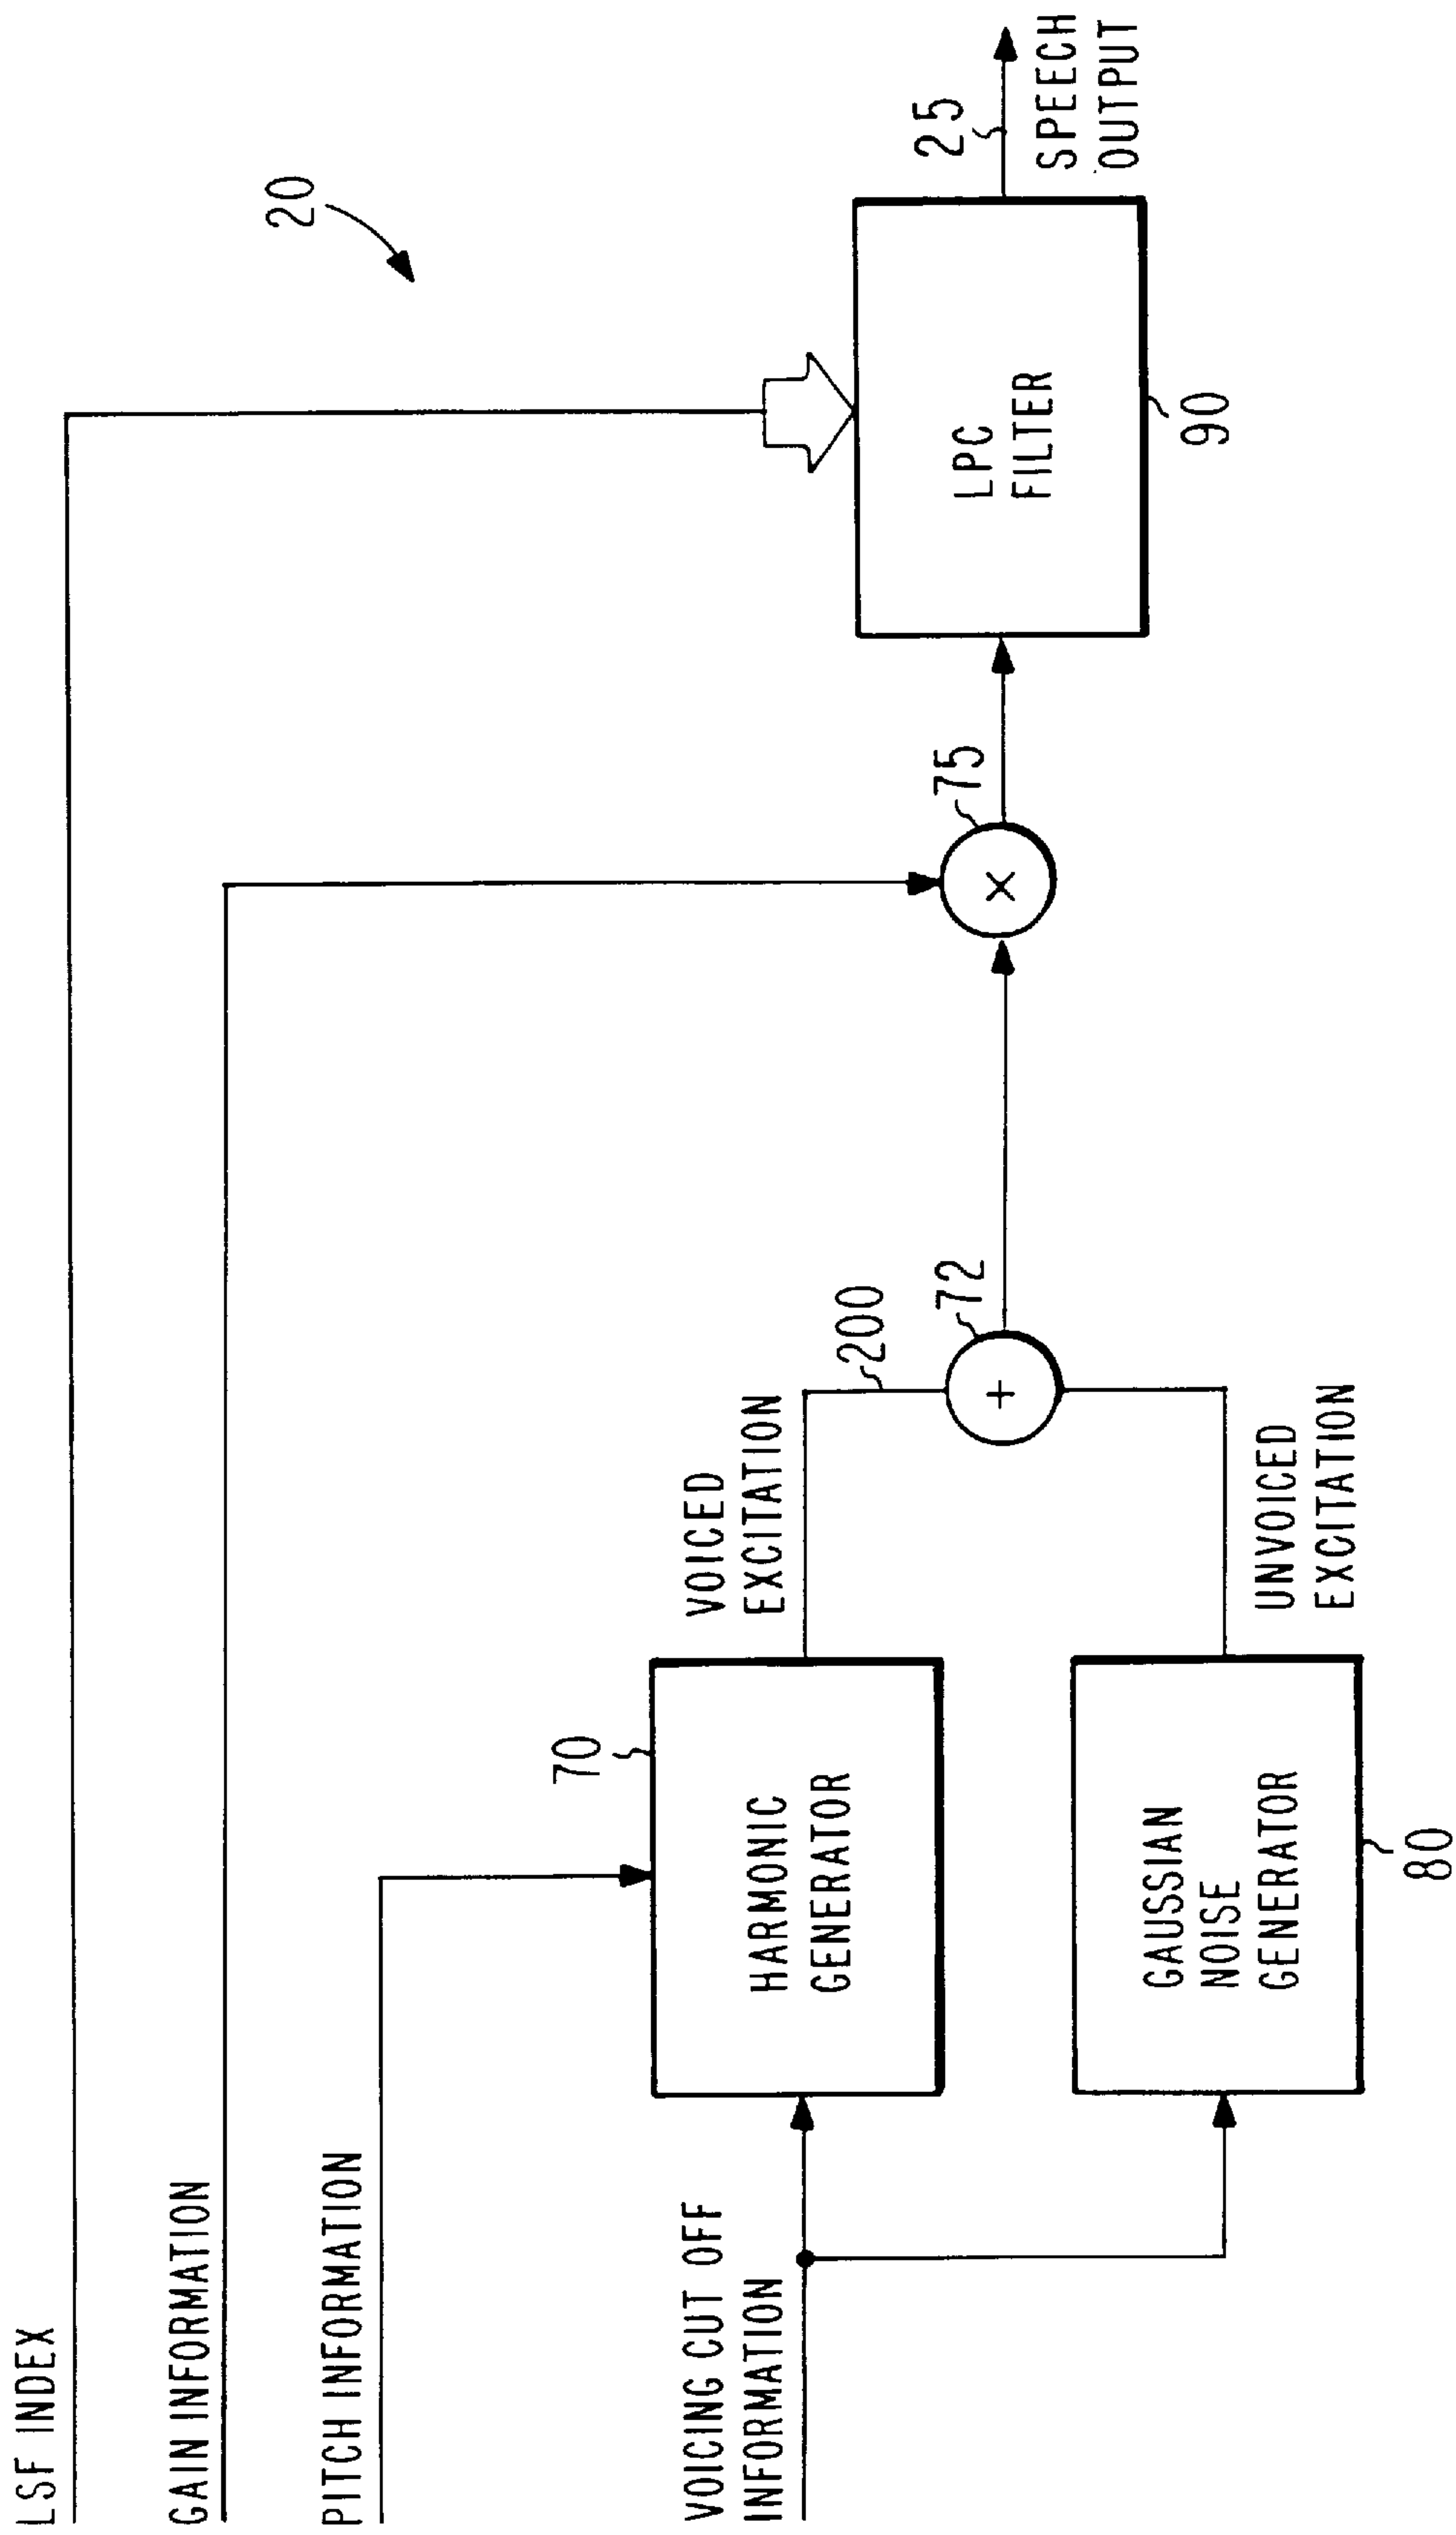 LSF INDEX
GAIN INFORMATION
PITCH INFORMATION
VOICING CUT OFF
INFORMATION
20
70
HARMONIC
GENERATOR
GAUSSIAN
NOISE
GENERATOR
80
VOICED
EXCITATION
200
UNVOICED
EXCITATION
72
+
75
×
LPC
FILTER
90
25
SPEECH
OUTPUT